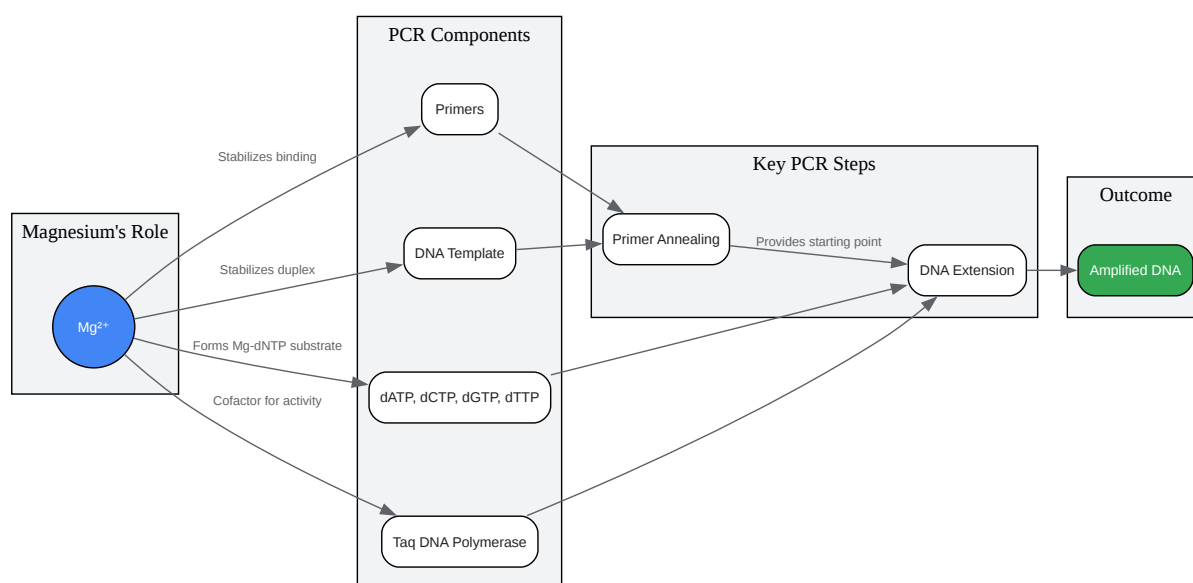 Magnesium's Role
Mg²⁺
Stabilizes binding
Stabilizes duplex
Forms Mg-dNTP substrate
Cofactor for activity
PCR Components
Primers
DNA Template
dATP, dCTP, dGTP, dTTP
Taq DNA Polymerase
Key PCR Steps
Primer Annealing
Provides starting point
DNA Extension
Outcome
Amplified DNA